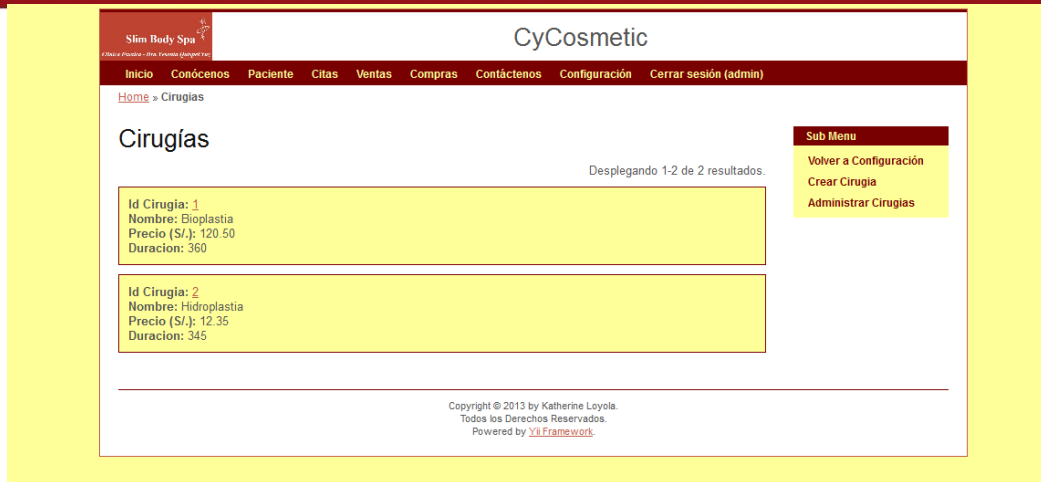 Slim Body Spa
CyCosmetic
Inicio Conócenos Paciente Citas Ventas Compras Contáctenos Configuración Cerrar sesión (admin)
Home » Cirugias
Cirugías
Desplegando 1-2 de 2 resultados.
Id Cirugia: 1
Nombre: Bioplastia
Precio (S/.): 120.50
Duracion: 360
Id Cirugia: 2
Nombre: Hidroplastia
Precio (S/.): 12.35
Duracion: 345
Sub Menu
Volver a Configuración
Crear Cirugia
Administrar Cirugias
Copyright © 2013 by Katherine Loyola.
Todos los Derechos Reservados.
Powered by Yii Framework.